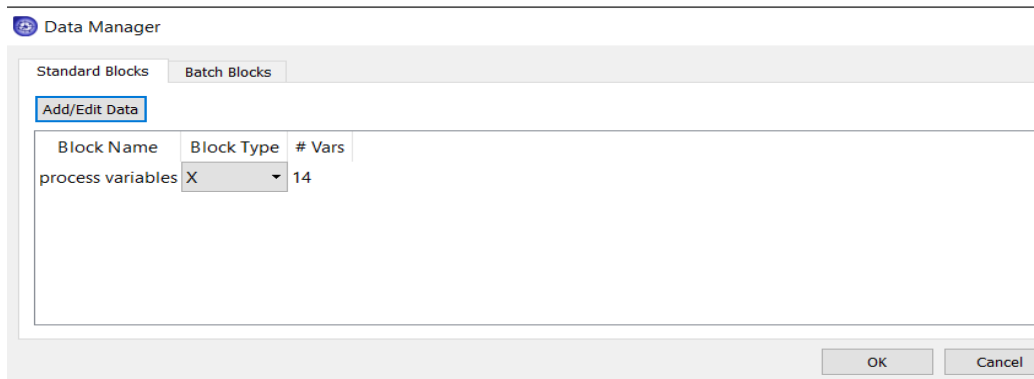 Data Manager
Standard Blocks Batch Blocks
Add/Edit Data
Block Name Block Type # Vars
process variables X 14
OK Cancel